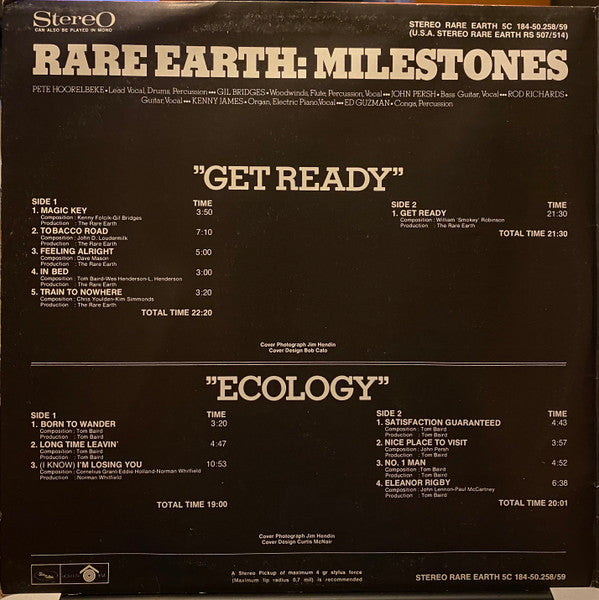 StereO
CAN ALSO BE PLAYED IN MONO
STEREO RARE EARTH 5C 184-50.258/59
(U.S.A. STEREO RARE EARTH RS 507/514)
RARE EARTH: MILESTONES
PETE HOORELBEKE • Lead Vocal, Drums, Percussion ••• GIL BRIDGES • Woodwinds, Flute, Percussion, Vocal ••• JOHN PERSH • Bass Guitar, Vocal ••• ROD RICHARDS •
Guitar, Vocal ••• KENNY JAMES • Organ, Electric Piano, Vocal ••• ED GUZMAN • Conga, Percussion
"GET READY"
SIDE 1 TIME
1. MAGIC KEY 3:50
Composition : Kenny Folcik-Gil Bridges
Production : The Rare Earth
2. TOBACCO ROAD 7:10
Composition : John D. Loudermilk
Production : The Rare Earth
3. FEELING ALRIGHT 5:00
Composition : Dave Mason
Production : The Rare Earth
4. IN BED 3:00
Composition : Tom Baird-Wes Henderson-L. Henderson
Production : The Rare Earth
5. TRAIN TO NOWHERE 3:20
Composition : Chris Youlden-Kim Simmonds
Production : The Rare Earth
TOTAL TIME 22:20
SIDE 2 TIME
1. GET READY 21:30
Composition : William 'Smokey' Robinson
Production : The Rare Earth
TOTAL TIME 21:30
Cover Photograph Jim Hendin
Cover Design Bob Cato
"ECOLOGY"
SIDE 1 TIME
1. BORN TO WANDER 3:20
Composition : Tom Baird
Production : Tom Baird
2. LONG TIME LEAVIN' 4:47
Composition : Tom Baird
Production : Tom Baird
3. (I KNOW) I'M LOSING YOU 10:53
Composition : Cornelius Grant-Eddie Holland-Norman Whitfield
Production : Norman Whitfield
TOTAL TIME 19:00
SIDE 2 TIME
1. SATISFACTION GUARANTEED 4:43
Composition : Tom Baird
Production : Tom Baird
2. NICE PLACE TO VISIT 3:57
Composition : John Persh
Production : Tom Baird
3. NO. 1 MAN 4:52
Composition : Tom Baird
Production : Tom Baird
4. ELEANOR RIGBY 6:38
Composition : John Lennon-Paul McCartney
Production : Tom Baird
TOTAL TIME 20:01
Cover Photograph Jim Hendin
Cover Design Curtis McNair
A Stereo Pickup of maximum 4 gr stylus force
(Maximum tip radius 0,7 mil) is recommended
STEREO RARE EARTH 5C 184-50.258/59